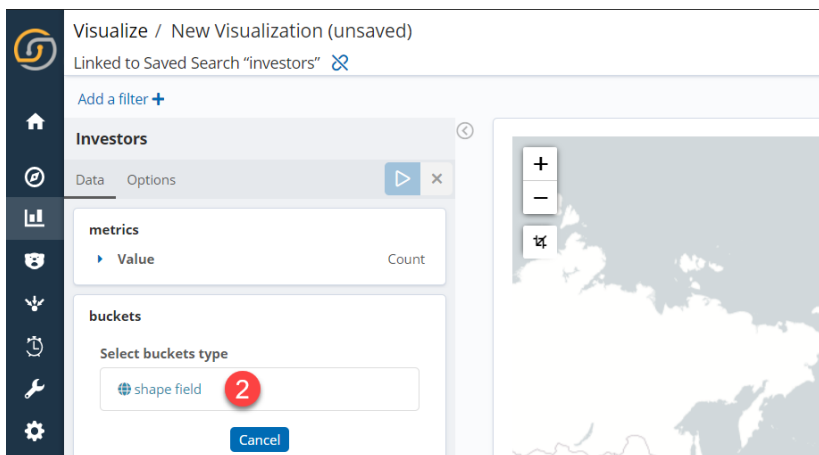 Visualize / New Visualization (unsaved)
Linked to Saved Search “investors”
Add a filter +
Investors
Data Options
metrics
Value Count
buckets
Select buckets type
shape field 2
Cancel
+
−